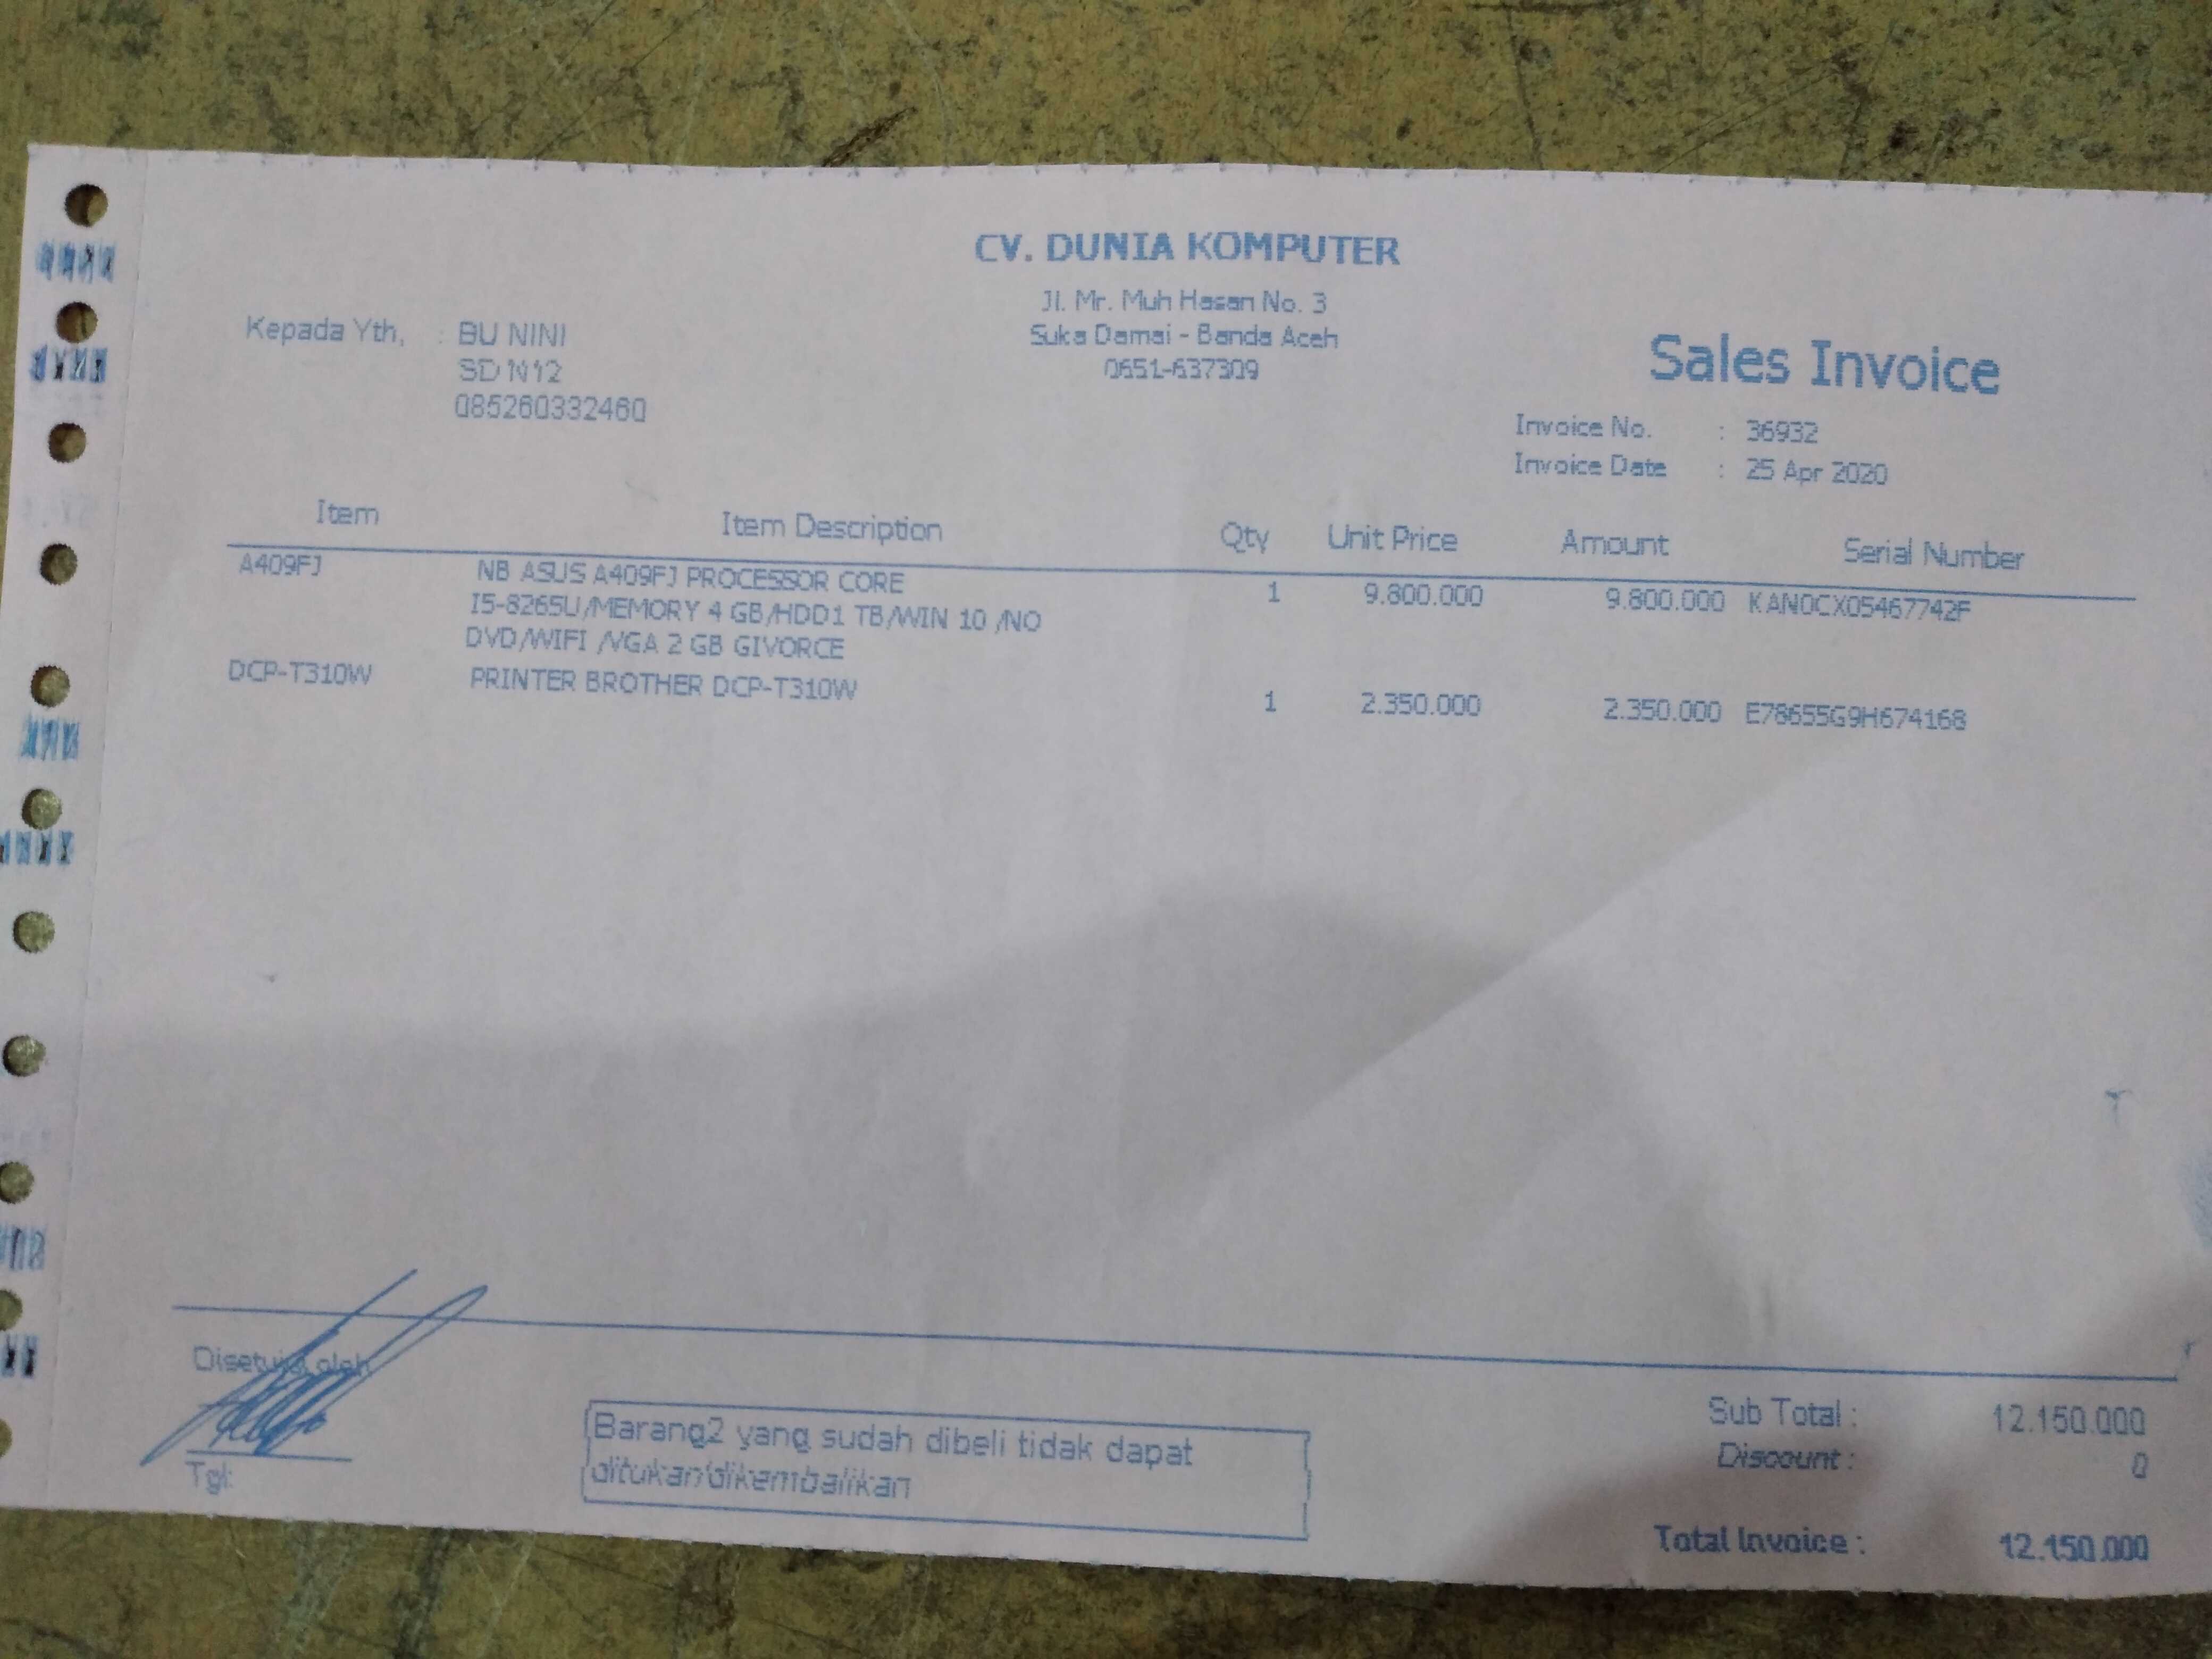 CV. DUNIA KOMPUTER
Jl. Mr. Muh Hasan No. 3
Suka Damai - Banda Aceh
0651-637309
Kepada Yth, : BU NINI
SD N12
085260332460
Sales Invoice
Invoice No. : 36932
Invoice Date : 25 Apr 2020
Item Item Description Qty Unit Price Amount Serial Number
A409FJ NB ASUS A409FJ PROCESSOR CORE 1 9.800.000 9.800.000 KAN0CX05467742F
I5-8265U/MEMORY 4 GB/HDD1 TB/WIN 10 /NO
DVD/WIFI /VGA 2 GB GIVORCE
DCP-T310W PRINTER BROTHER DCP-T310W 1 2.350.000 2.350.000 E78655G9H674168
Disetujui oleh
Tgl:
Barang2 yang sudah dibeli tidak dapat
ditukar/dikembalikan
Sub Total : 12.150.000
Discount : 0
Total Invoice : 12.150.000